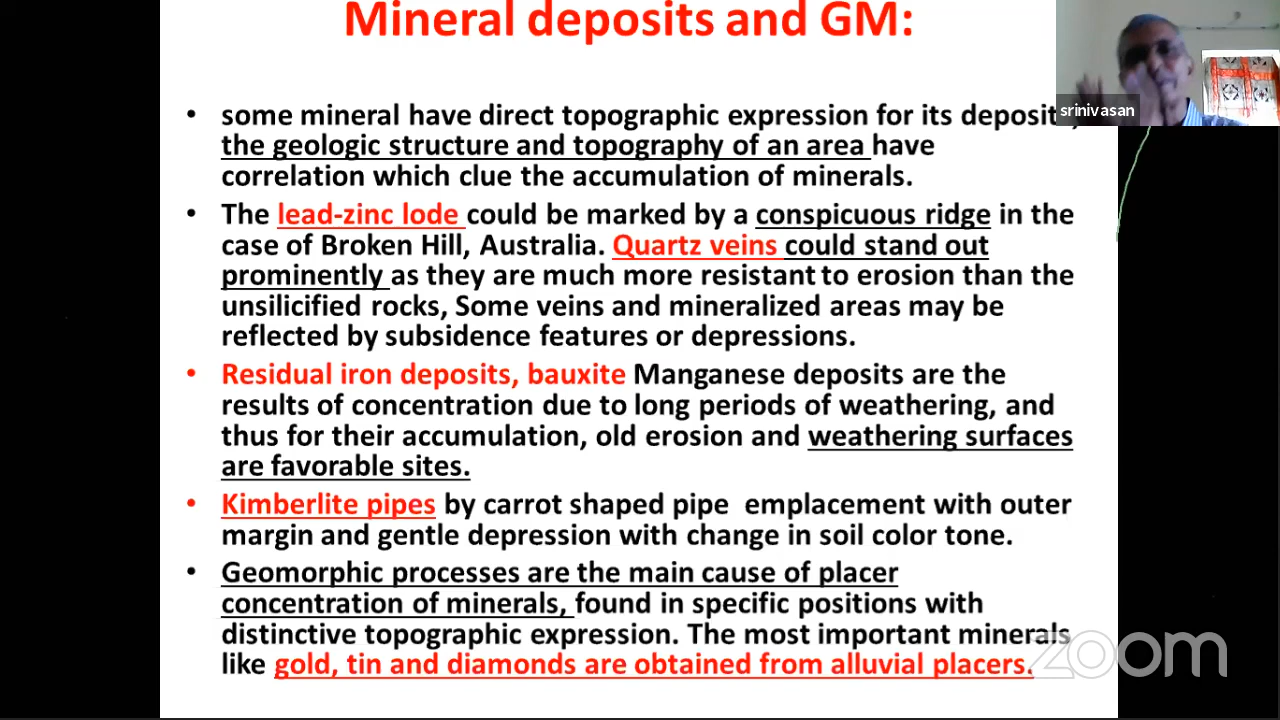 Mineral deposits and GM:
srinivasan
• some mineral have direct topographic expression for its deposits,
the geologic structure and topography of an area have
correlation which clue the accumulation of minerals.
• The lead-zinc lode could be marked by a conspicuous ridge in the
case of Broken Hill, Australia. Quartz veins could stand out
prominently as they are much more resistant to erosion than the
unsilicified rocks, Some veins and mineralized areas may be
reflected by subsidence features or depressions.
• Residual iron deposits, bauxite Manganese deposits are the
results of concentration due to long periods of weathering, and
thus for their accumulation, old erosion and weathering surfaces
are favorable sites.
• Kimberlite pipes by carrot shaped pipe emplacement with outer
margin and gentle depression with change in soil color tone.
• Geomorphic processes are the main cause of placer
concentration of minerals, found in specific positions with
distinctive topographic expression. The most important minerals
like gold, tin and diamonds are obtained from alluvial placers.
zoom